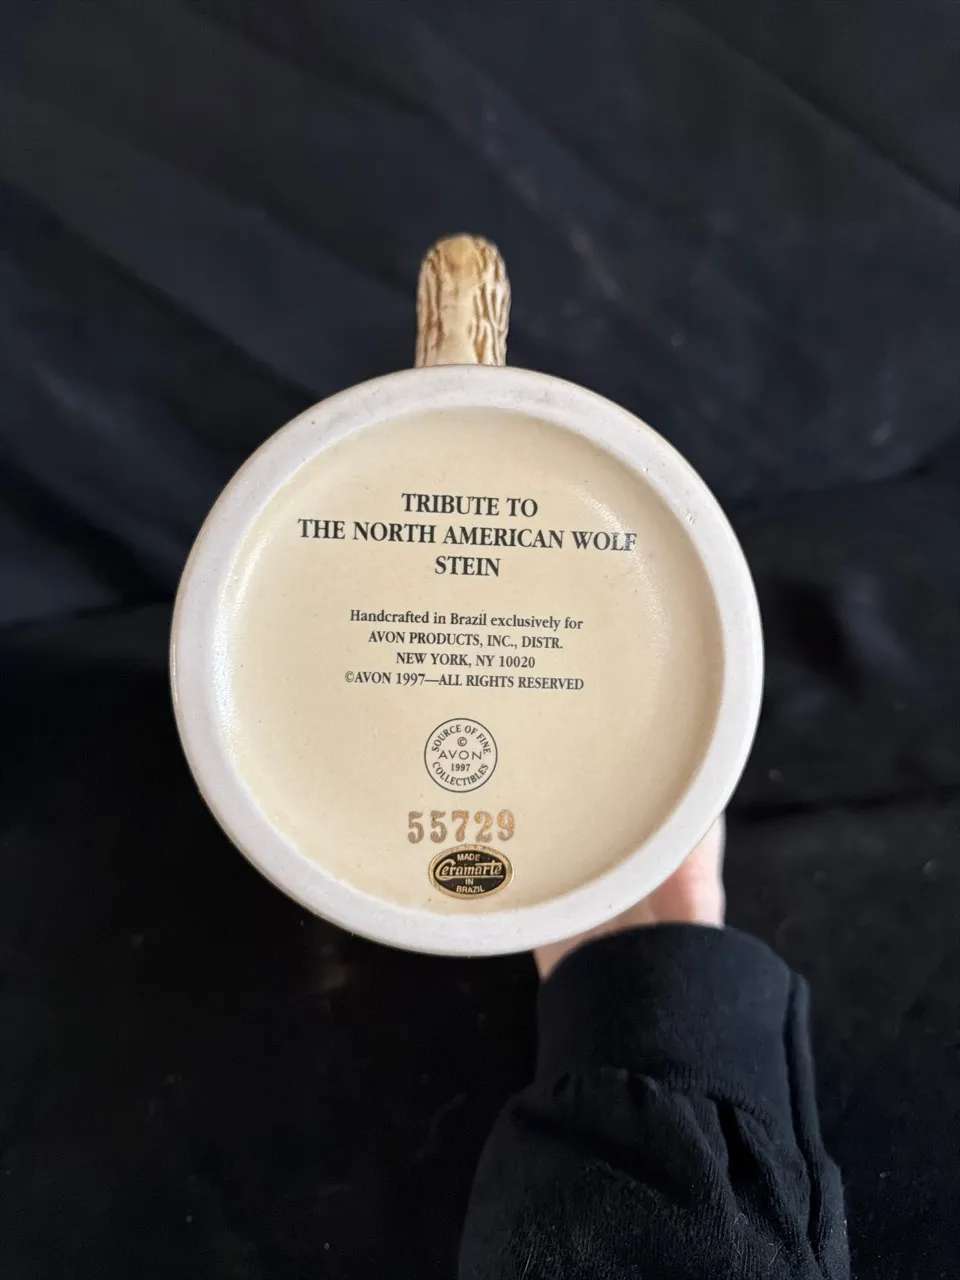 TRIBUTE TO
THE NORTH AMERICAN WOLF
STEIN
Handcrafted in Brazil exclusively for
AVON PRODUCTS, INC., DISTR.
NEW YORK, NY 10020
©AVON 1997—ALL RIGHTS RESERVED
SOURCE OF FINE
©
AVON
1997
COLLECTIBLES
55729
MADE
Ceramarte
IN
BRAZIL